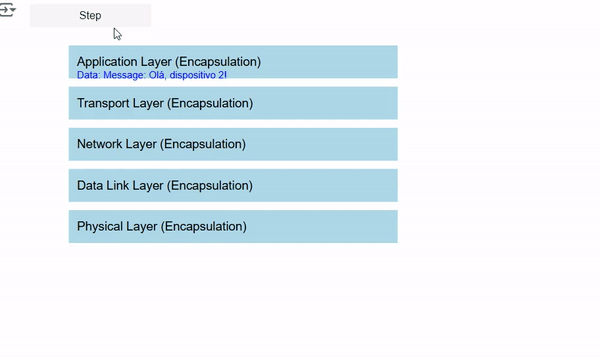 Step
Application Layer (Encapsulation)
Data: Message: Olá, dispositivo 2!
Transport Layer (Encapsulation)
Network Layer (Encapsulation)
Data Link Layer (Encapsulation)
Physical Layer (Encapsulation)